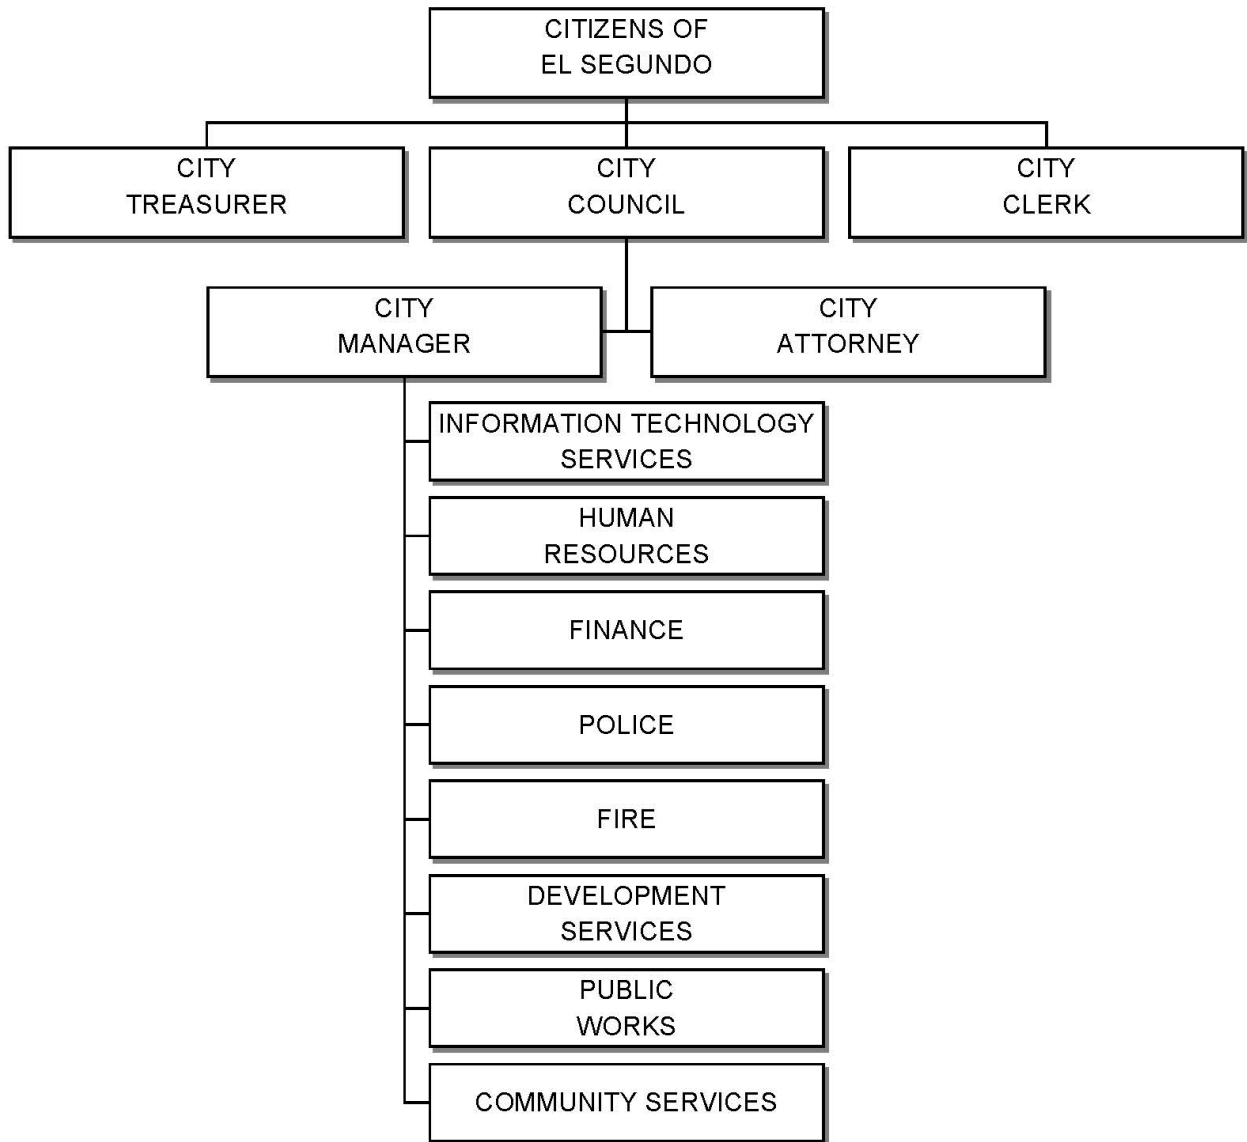 CITIZENS OF
EL SEGUNDO
CITY
TREASURER
CITY
COUNCIL
CITY
CLERK
CITY
MANAGER
CITY
ATTORNEY
INFORMATION TECHNOLOGY
SERVICES
HUMAN
RESOURCES
FINANCE
POLICE
FIRE
DEVELOPMENT
SERVICES
PUBLIC
WORKS
COMMUNITY SERVICES